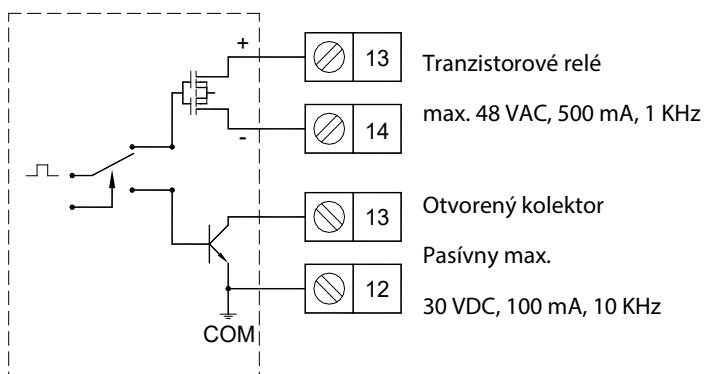 + 13 Tranzistorové relé
- 14 max. 48 VAC, 500 mA, 1 KHz
13 Otvorený kolektor
Pasívny max.
12 30 VDC, 100 mA, 10 KHz
COM